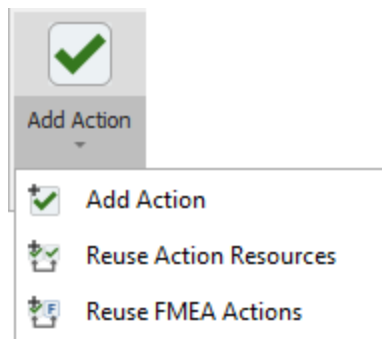 Add Action
Add Action
Reuse Action Resources
F
Reuse FMEA Actions